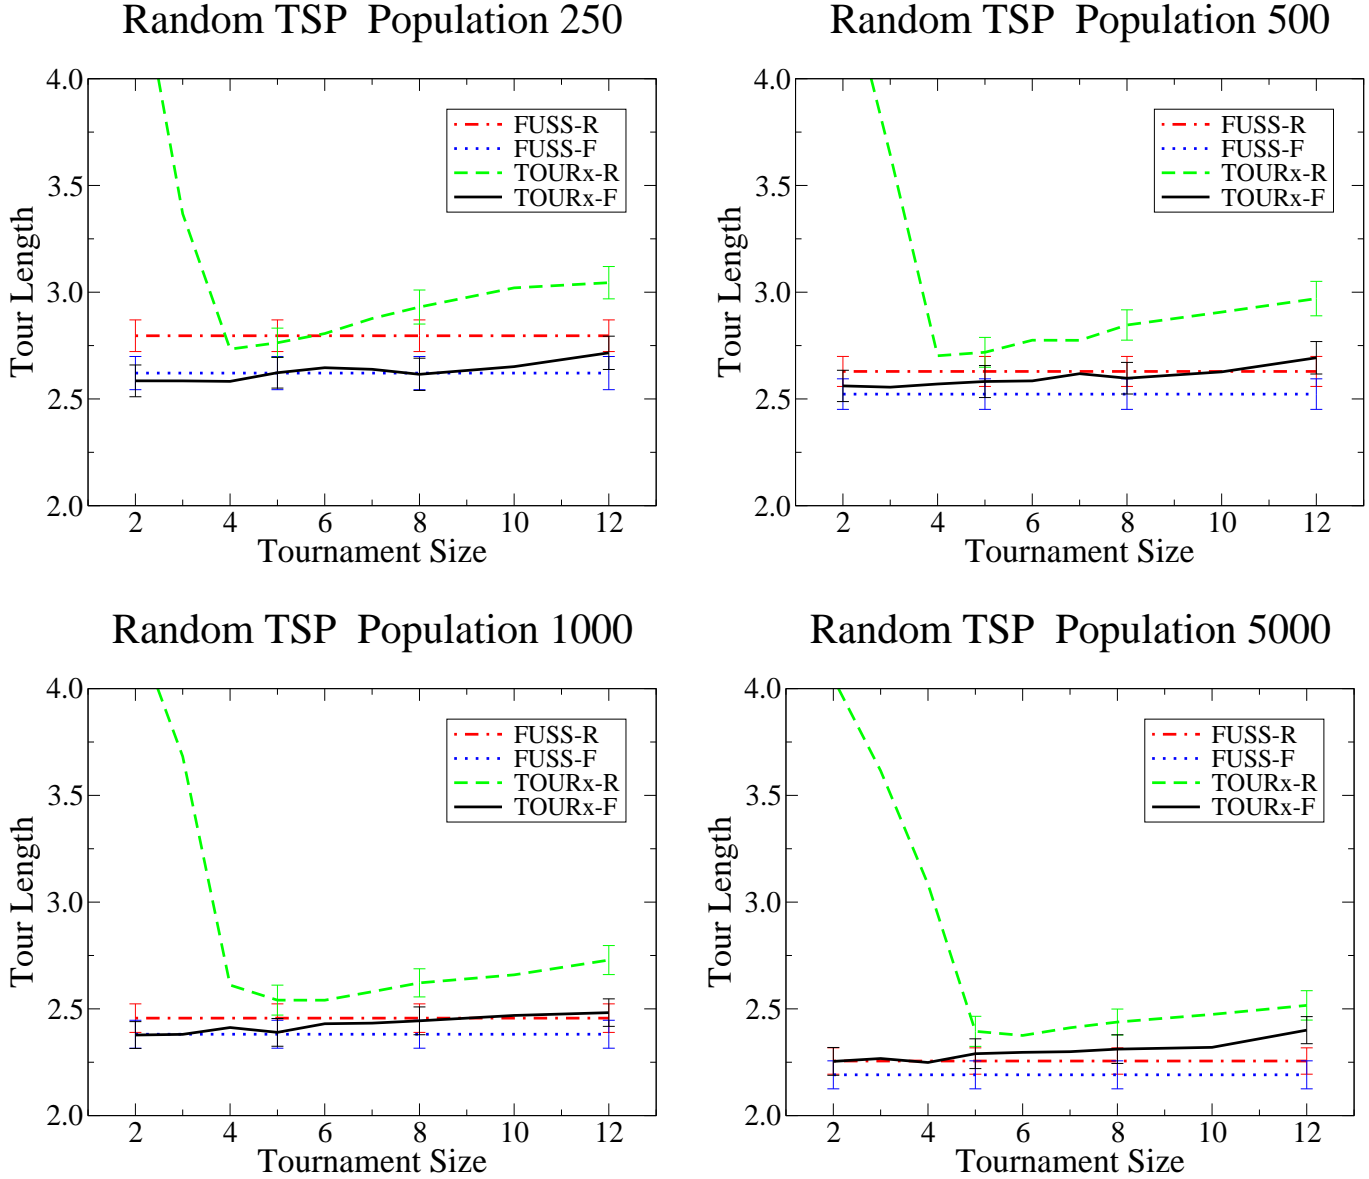 Random TSP  Population 250
4.0
3.5
3.0
2.5
2.0
Tour Length
FUSS-R
FUSS-F
TOURx-R
TOURx-F
2 4 6 8 10 12
Tournament Size
Random TSP  Population 500
4.0
3.5
3.0
2.5
2.0
Tour Length
FUSS-R
FUSS-F
TOURx-R
TOURx-F
2 4 6 8 10 12
Tournament Size
Random TSP  Population 1000
4.0
3.5
3.0
2.5
2.0
Tour Length
FUSS-R
FUSS-F
TOURx-R
TOURx-F
2 4 6 8 10 12
Tournament Size
Random TSP  Population 5000
4.0
3.5
3.0
2.5
2.0
Tour Length
FUSS-R
FUSS-F
TOURx-R
TOURx-F
2 4 6 8 10 12
Tournament Size